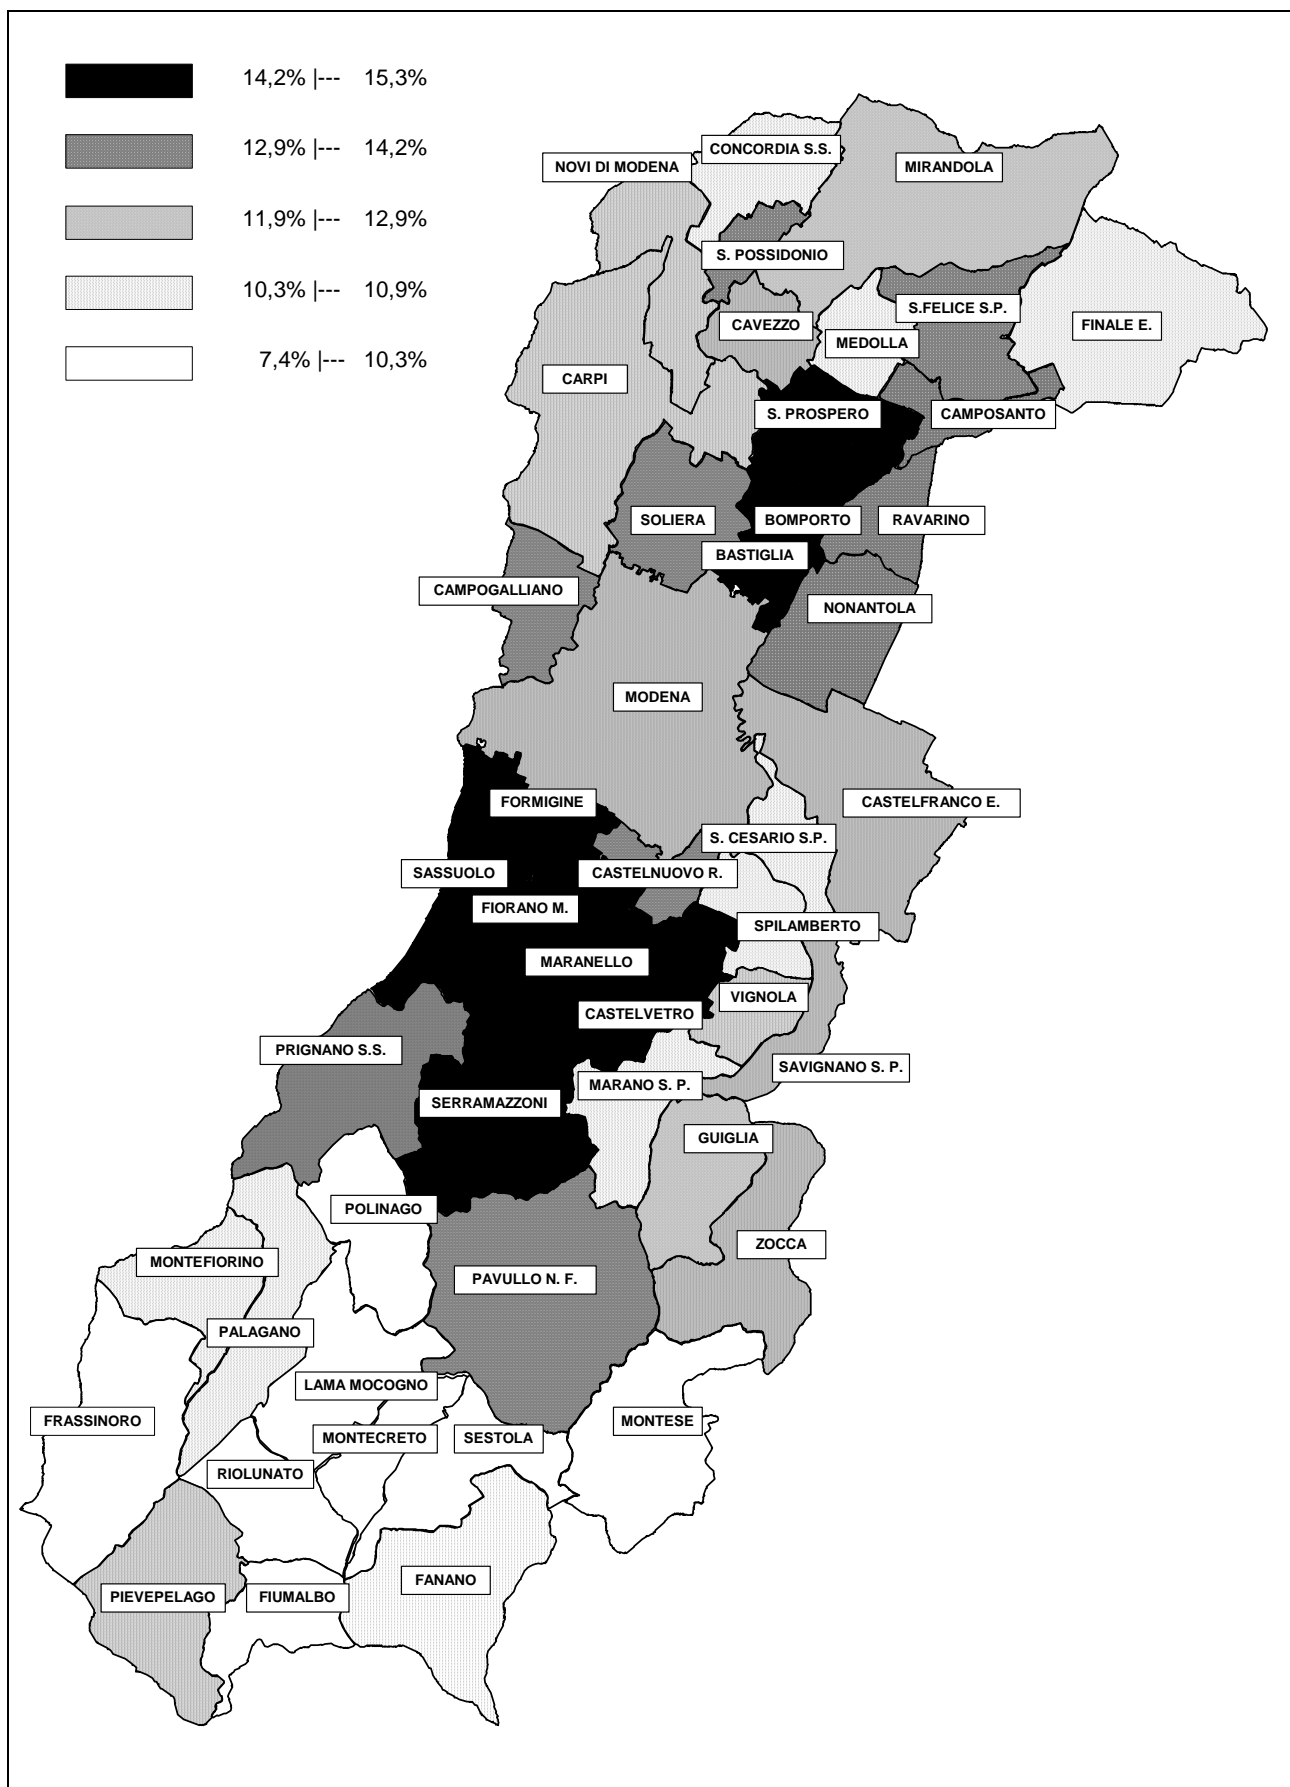 14,2% |--- 15,3%
12,9% |--- 14,2%
11,9% |--- 12,9%
10,3% |--- 10,9%
7,4% |--- 10,3%
CONCORDIA S.S.
NOVI DI MODENA
MIRANDOLA
S. POSSIDONIO
S.FELICE S.P.
CAVEZZO
FINALE E.
MEDOLLA
CARPI
S. PROSPERO
CAMPOSANTO
SOLIERA
BOMPORTO
RAVARINO
BASTIGLIA
CAMPOGALLIANO
NONANTOLA
MODENA
FORMIGINE
CASTELFRANCO E.
S. CESARIO S.P.
SASSUOLO
CASTELNUOVO R.
FIORANO M.
SPILAMBERTO
MARANELLO
VIGNOLA
CASTELVETRO
PRIGNANO S.S.
SAVIGNANO S. P.
MARANO S. P.
SERRAMAZZONI
GUIGLIA
POLINAGO
ZOCCA
MONTEFIORINO
PAVULLO N. F.
PALAGANO
LAMA MOCOGNO
FRASSINORO
MONTESE
MONTECRETO
SESTOLA
RIOLUNATO
FANANO
PIEVEPELAGO
FIUMALBO